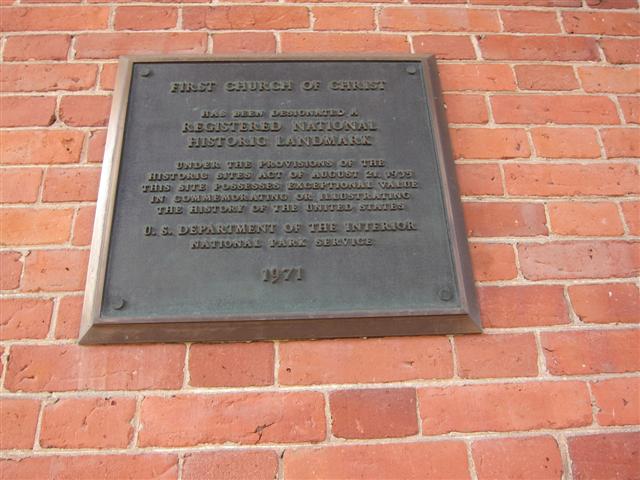 FIRST CHURCH OF CHRIST
HAS BEEN DESIGNATED A
REGISTERED NATIONAL
HISTORIC LANDMARK
UNDER THE PROVISIONS OF THE
HISTORIC SITES ACT OF AUGUST 21, 1935
THIS SITE POSSESSES EXCEPTIONAL VALUE
IN COMMEMORATING OR ILLUSTRATING
THE HISTORY OF THE UNITED STATES
U. S. DEPARTMENT OF THE INTERIOR
NATIONAL PARK SERVICE
1971